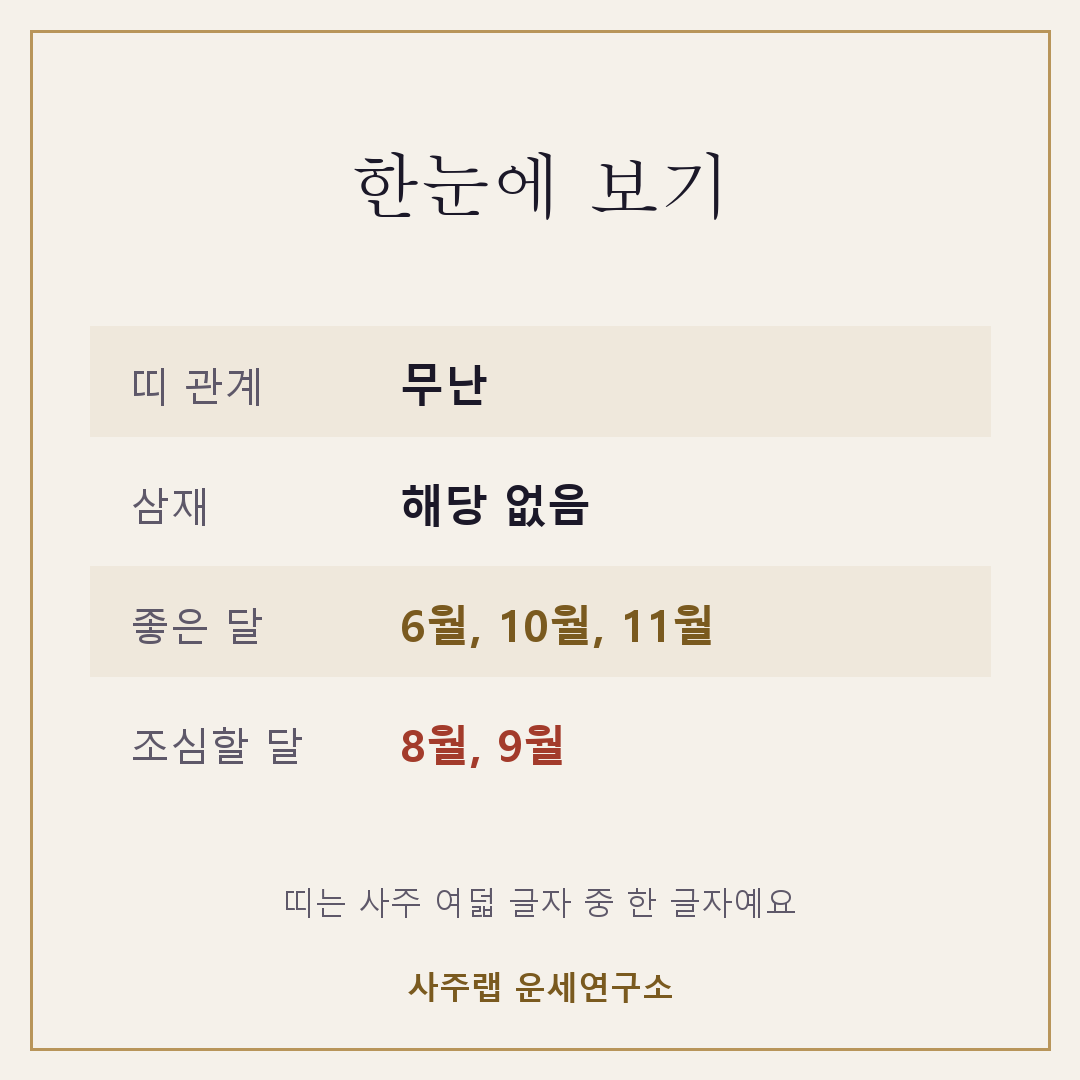 한눈에 보기
띠 관계 무난
삼재 해당 없음
좋은 달 6월, 10월, 11월
조심할 달 8월, 9월
띠는 사주 여덟 글자 중 한 글자예요
사주랩 운세연구소